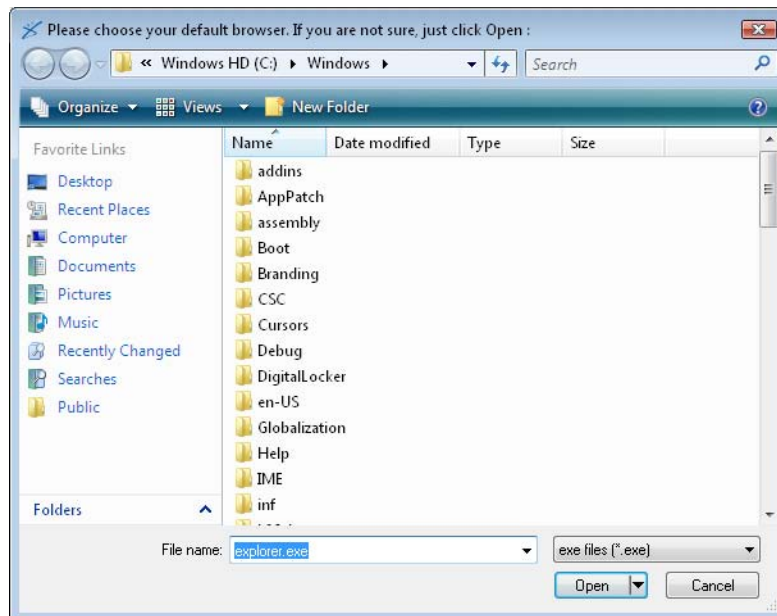 Please choose your default browser. If you are not sure, just click Open :
« Windows HD (C:) Windows Search
Organize Views New Folder
Favorite Links
Desktop
Recent Places
Computer
Documents
Pictures
Music
Recently Changed
Searches
Public
Folders
Name Date modified Type Size
addins
AppPatch
assembly
Boot
Branding
CSC
Cursors
Debug
DigitalLocker
en-US
Globalization
Help
IME
inf
File name: explorer.exe exe files (*.exe)
Open Cancel